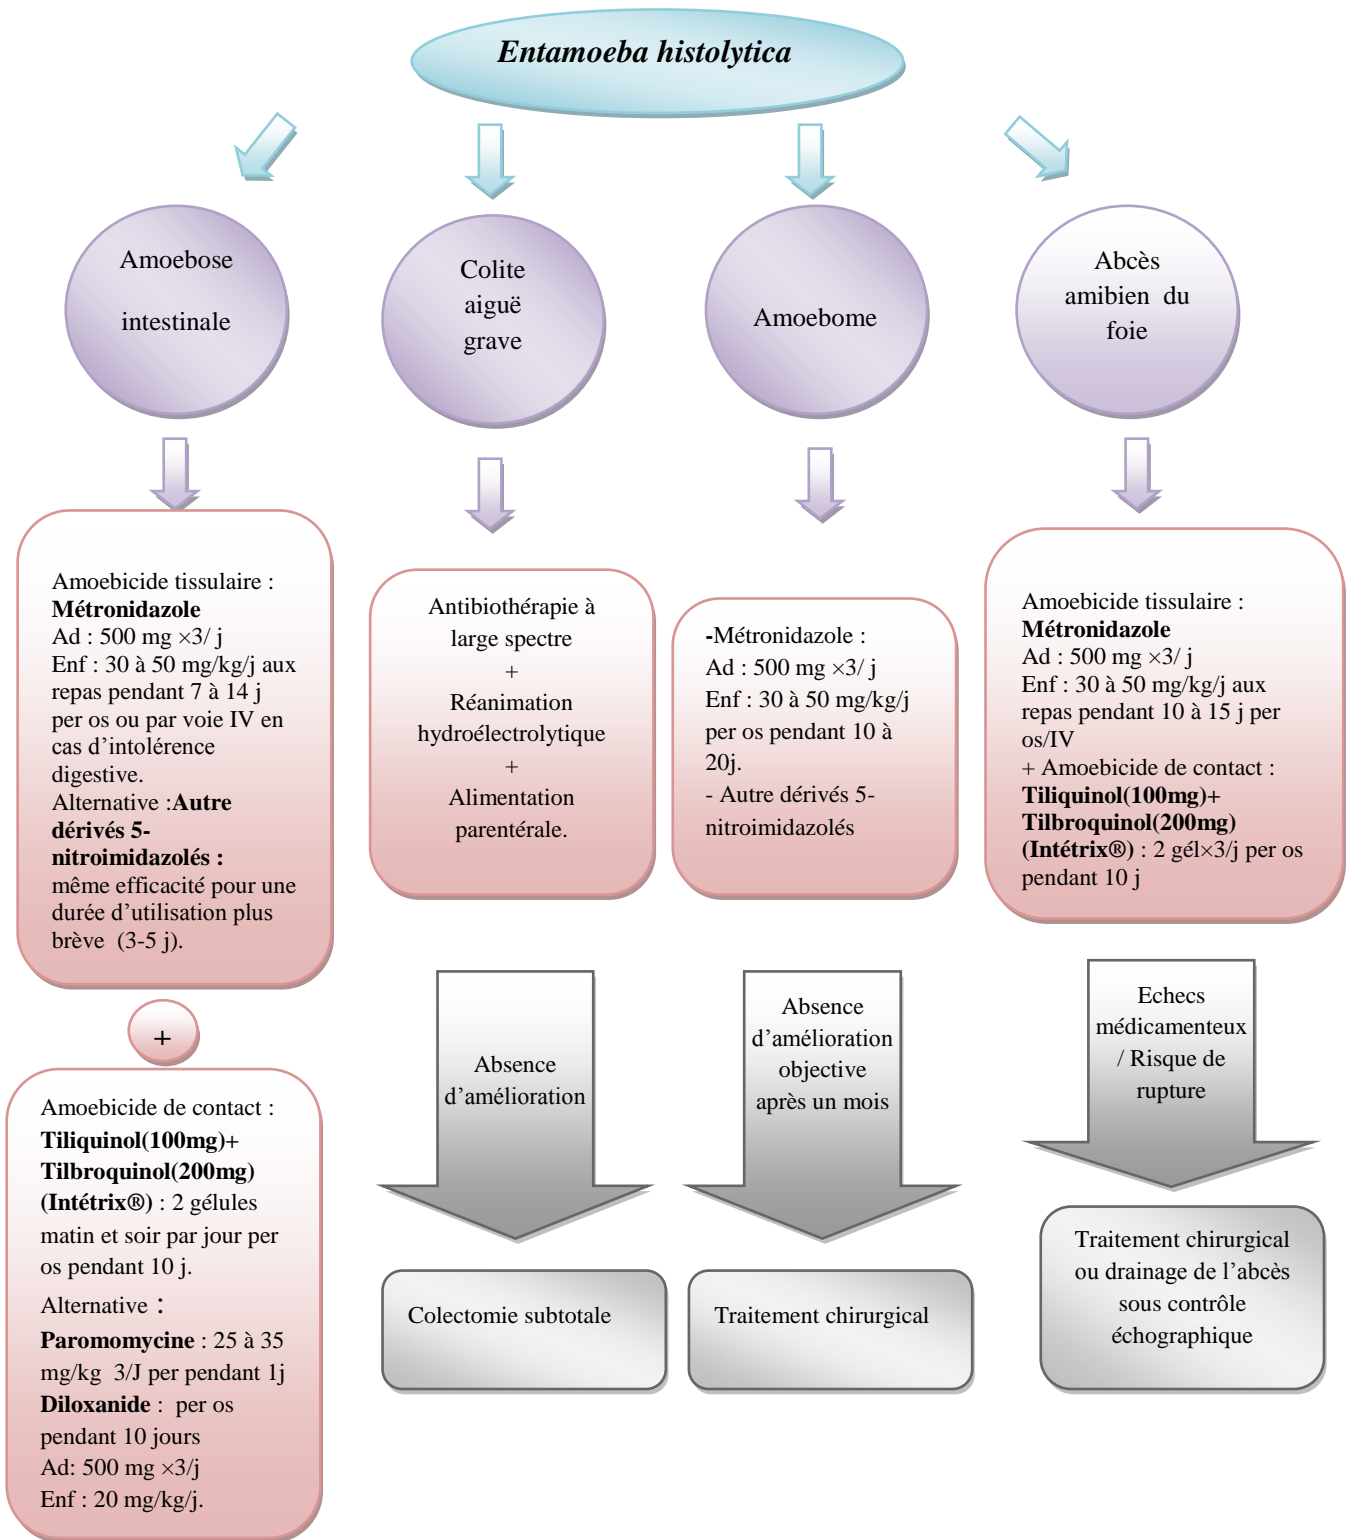 Entamoeba histolytica
Amoebose
intestinale
Colite
aiguë
grave
Amoebome
Abcès
amibien du
foie
Amoebicide tissulaire :
Métronidazole
Ad : 500 mg ×3/ j
Enf : 30 à 50 mg/kg/j aux
repas pendant 7 à 14 j
per os ou par voie IV en
cas d’intolérence
digestive.
Alternative :Autre
dérivés 5-
nitroimidazolés :
même efficacité pour une
durée d’utilisation plus
brève (3-5 j).
+
Amoebicide de contact :
Tiliquinol(100mg)+
Tilbroquinol(200mg)
(Intétrix®) : 2 gélules
matin et soir par jour per
os pendant 10 j.
Alternative :
Paromomycine : 25 à 35
mg/kg 3/J per pendant 1j
Diloxanide : per os
pendant 10 jours
Ad: 500 mg ×3/j
Enf : 20 mg/kg/j.
Antibiothérapie à
large spectre
+
Réanimation
hydroélectrolytique
+
Alimentation
parentérale.
Absence
d’amélioration
Colectomie subtotale
-Métronidazole :
Ad : 500 mg ×3/ j
Enf : 30 à 50 mg/kg/j
per os pendant 10 à
20j.
- Autre dérivés 5-
nitroimidazolés
Absence
d’amélioration
objective
après un mois
Traitement chirurgical
Amoebicide tissulaire :
Métronidazole
Ad : 500 mg ×3/ j
Enf : 30 à 50 mg/kg/j aux
repas pendant 10 à 15 j per
os/IV
+ Amoebicide de contact :
Tiliquinol(100mg)+
Tilbroquinol(200mg)
(Intétrix®) : 2 gél×3/j per os
pendant 10 j
Echecs
médicamenteux
/ Risque de
rupture
Traitement chirurgical
ou drainage de l’abcès
sous contrôle
échographique